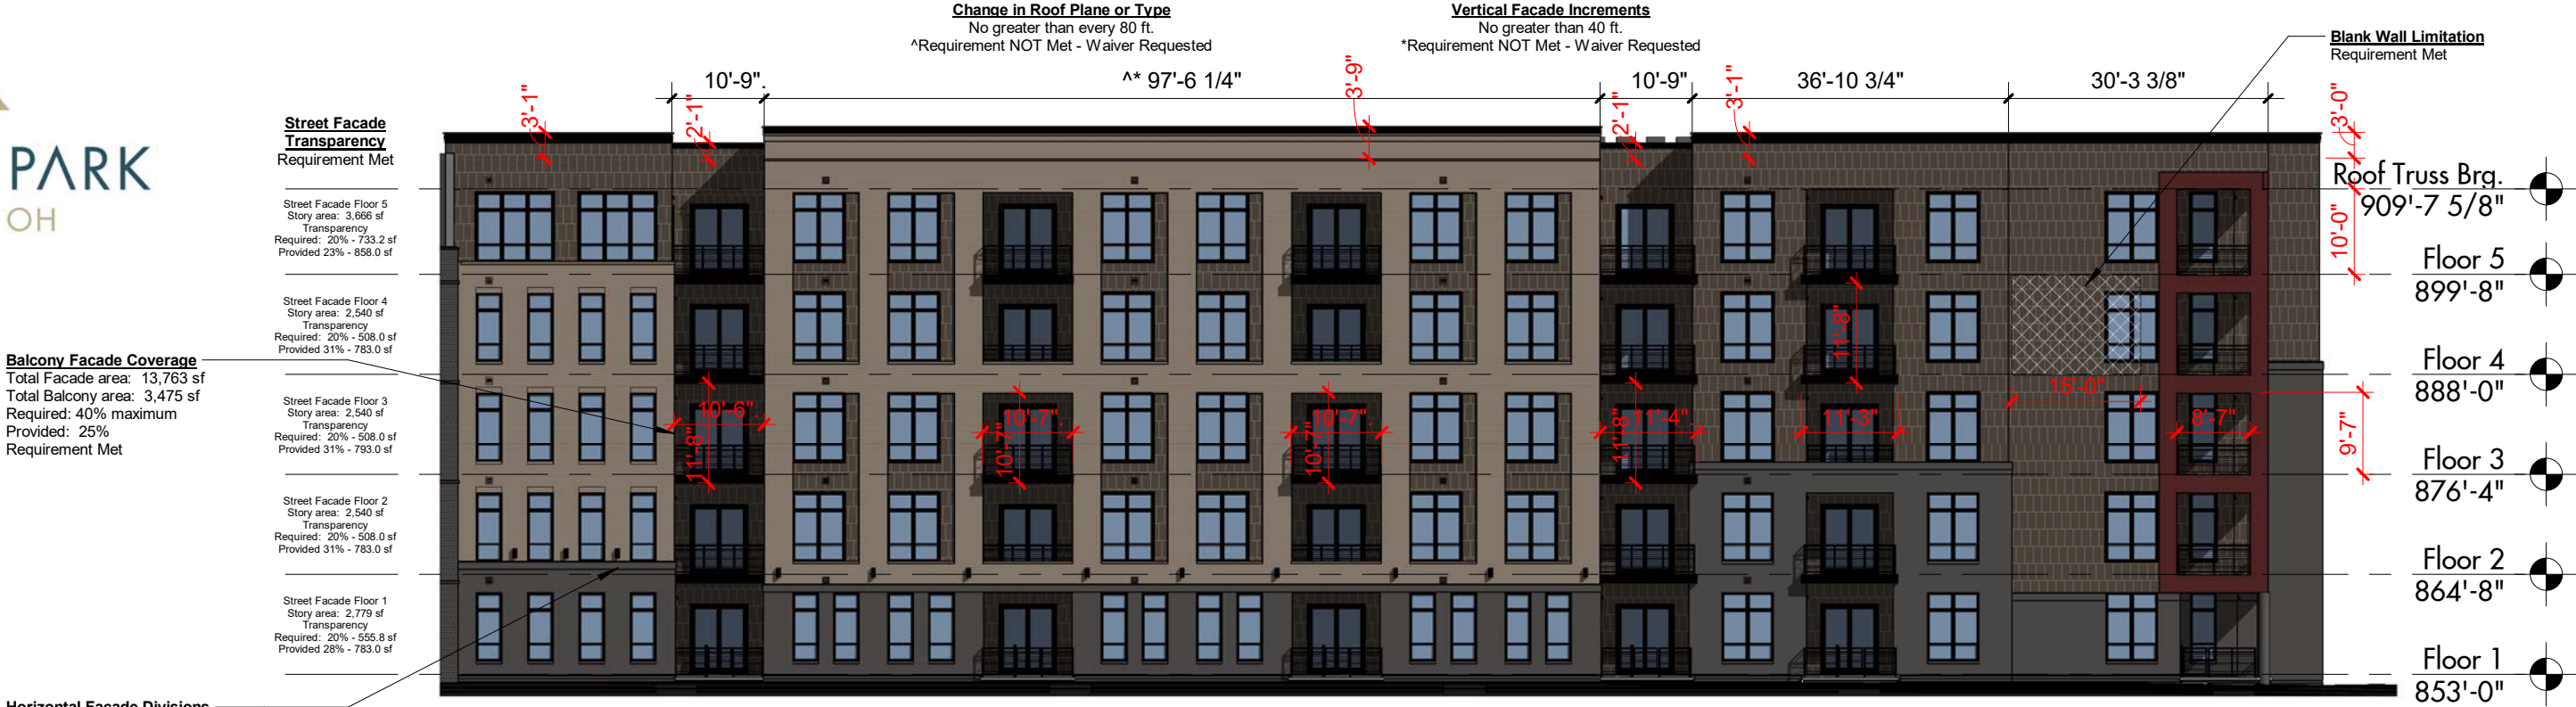 Change in Roof Plane or Type
No greater than every 80 ft.
^Requirement NOT Met - Waiver Requested
Vertical Facade Increments
No greater than 40 ft.
*Requirement NOT Met - Waiver Requested
Blank Wall Limitation
Requirement Met
10'-9".
^* 97'-6 1/4"
10'-9"
36'-10 3/4"
30'-3 3/8"
3'-1"
2'-1"
3'-9"
2'-1"
3'-1"
3'-0"
PARK
OH
Street Facade
Transparency
Requirement Met
Street Facade Floor 5
Story area: 3,666 sf
Transparency
Required: 20% - 733.2 sf
Provided 23% - 858.0 sf
Street Facade Floor 4
Story area: 2,540 sf
Transparency
Required: 20% - 508.0 sf
Provided 31% - 783.0 sf
Street Facade Floor 3
Story area: 2,540 sf
Transparency
Required: 20% - 508.0 sf
Provided 31% - 793.0 sf
Street Facade Floor 2
Story area: 2,540 sf
Transparency
Required: 20% - 508.0 sf
Provided 31% - 783.0 sf
Street Facade Floor 1
Story area: 2,779 sf
Transparency
Required: 20% - 555.8 sf
Provided 28% - 783.0 sf
Balcony Facade Coverage
Total Facade area: 13,763 sf
Total Balcony area: 3,475 sf
Required: 40% maximum
Provided: 25%
Requirement Met
Horizontal Facade Divisions
10'-6".
11'-8"
10'-7".
10'-7"
10'-7".
10'-7"
11'-8"
11'-4".
11'-8"
11'-3"
15'-0"
8'-7"
10'-0"
9'-7"
Roof Truss Brg.
909'-7 5/8"
Floor 5
899'-8"
Floor 4
888'-0"
Floor 3
876'-4"
Floor 2
864'-8"
Floor 1
853'-0"